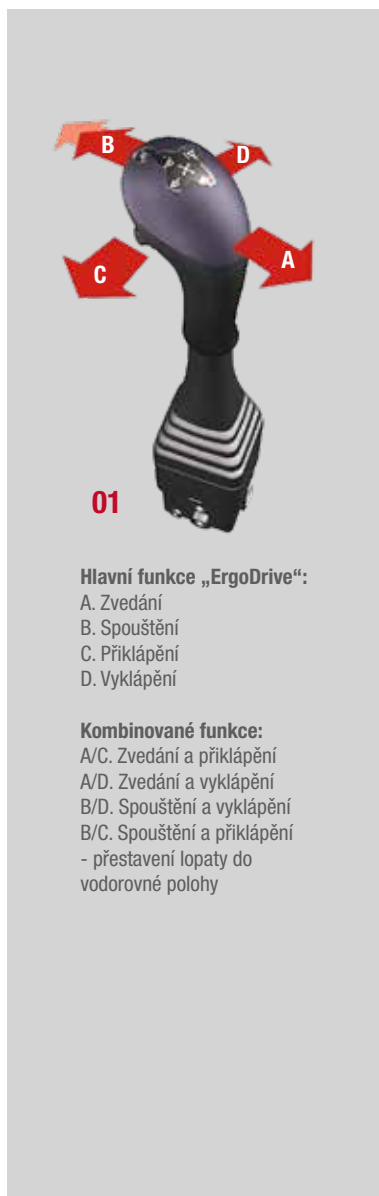 B
D
C
A
01
Hlavní funkce „ErgoDrive“:
A. Zvedání
B. Spouštění
C. Přiklápění
D. Vyklápění
Kombinované funkce:
A/C. Zvedání a přiklápění
A/D. Zvedání a vyklápění
B/D. Spouštění a vyklápění
B/C. Spouštění a přiklápění
- přestavení lopaty do
vodorovné polohy